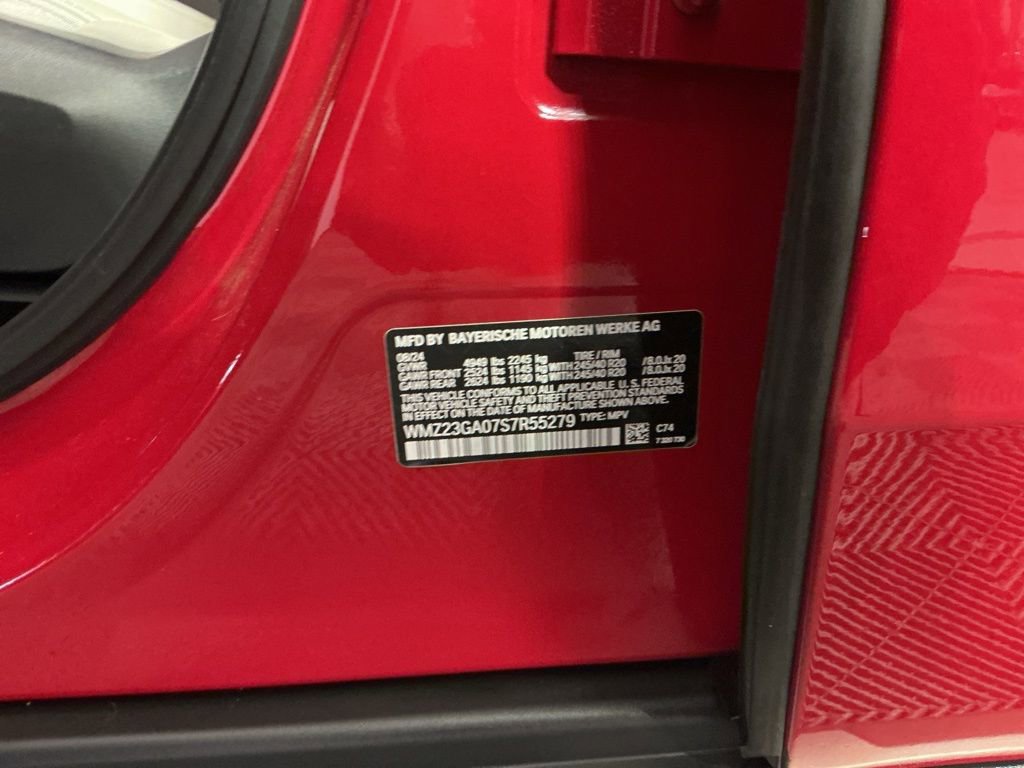 MFD BY BAYERISCHE MOTOREN WERKE AG
08/24 TIRE / RIM
GVWR 4949 lbs 2245 kg
GAWR FRONT 2524 lbs 1145 kg WITH 245/40 R20 /8.0Jx20
GAWR REAR 2624 lbs 1190 kg WITH 245/40 R20 /8.0Jx20
THIS VEHICLE CONFORMS TO ALL APPLICABLE U. S. FEDERAL
MOTOR VEHICLE SAFETY AND THEFT PREVENTION STANDARDS
IN EFFECT ON THE DATE OF MANUFACTURE SHOWN ABOVE.
WMZ23GA07S7R55279 TYPE: MPV
C74
7 320 730